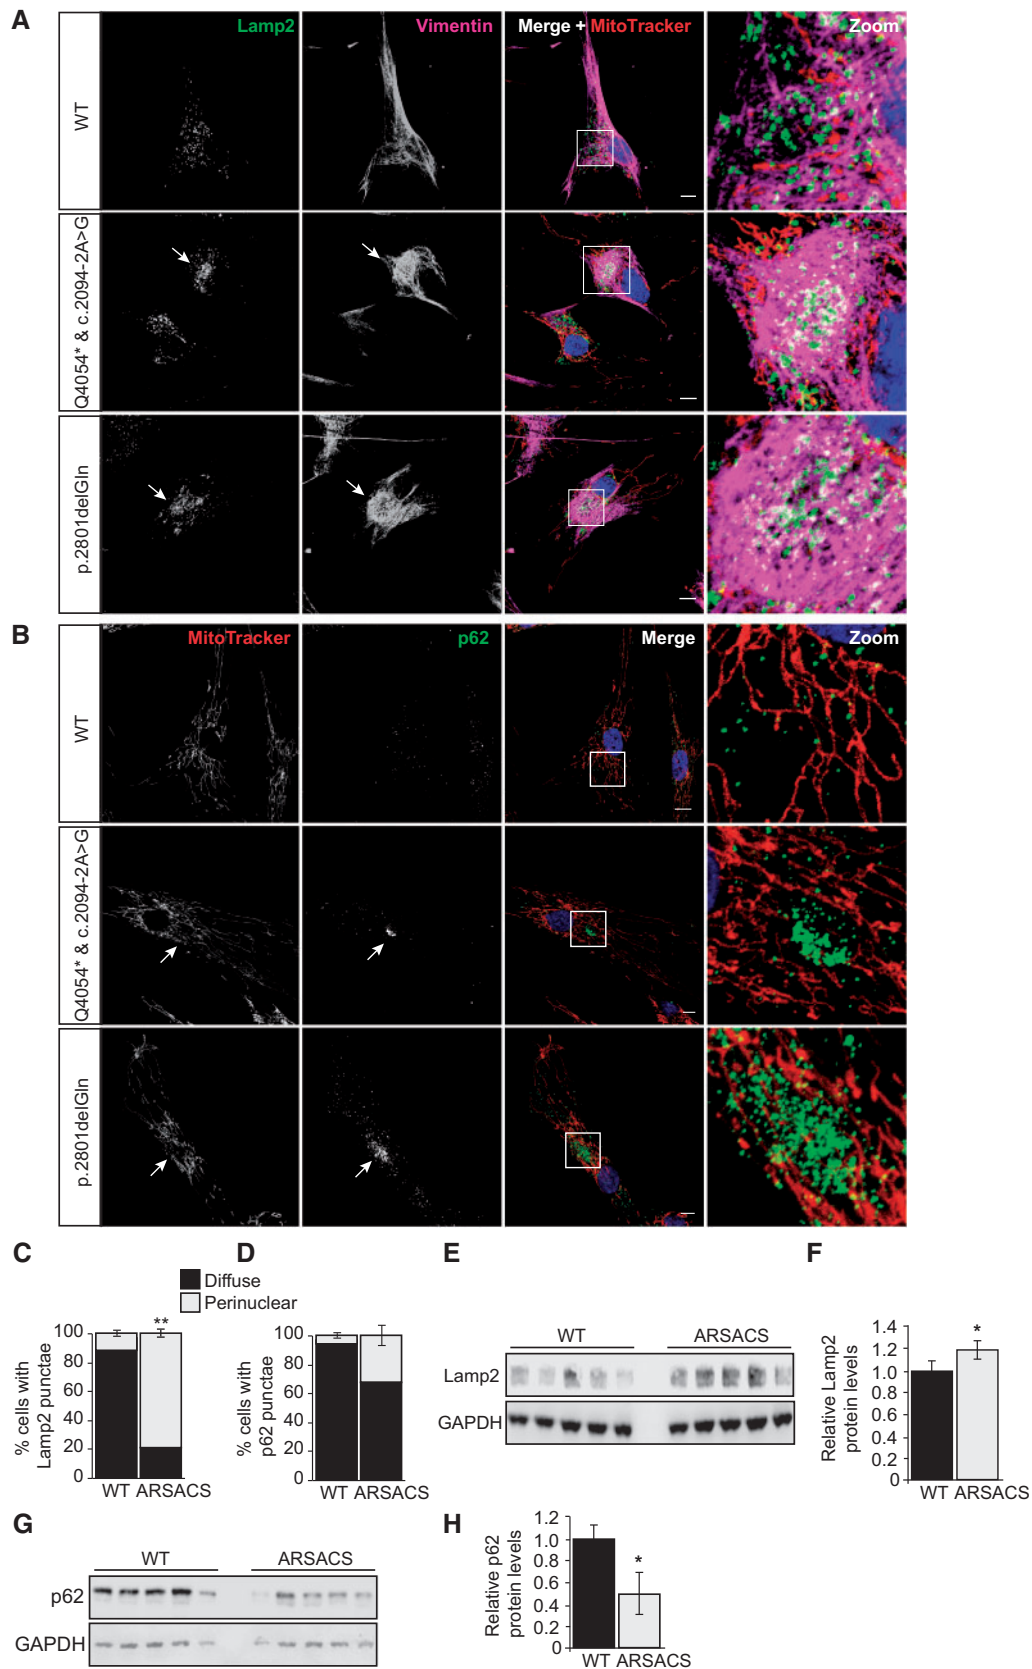 A
Lamp2
Vimentin
Merge + MitoTracker
Zoom
WT
Q4054* & c.2094-2A>G
p.2801delGln
B
MitoTracker
p62
Merge
Zoom
WT
Q4054* & c.2094-2A>G
p.2801delGln
C
D
E
F
Diffuse
Perinuclear
% cells with
Lamp2 punctae
100
80
60
40
20
0
**
WT ARSACS
% cells with
p62 punctae
100
80
60
40
20
0
WT ARSACS
WT
ARSACS
Lamp2
GAPDH
Relative Lamp2
protein levels
1.4
1.2
1.0
0.8
0.6
0.4
0.2
0
*
WT ARSACS
G
WT
ARSACS
p62
GAPDH
H
Relative p62
protein levels
1.2
1.0
0.8
0.6
0.4
0.2
0
*
WT ARSACS